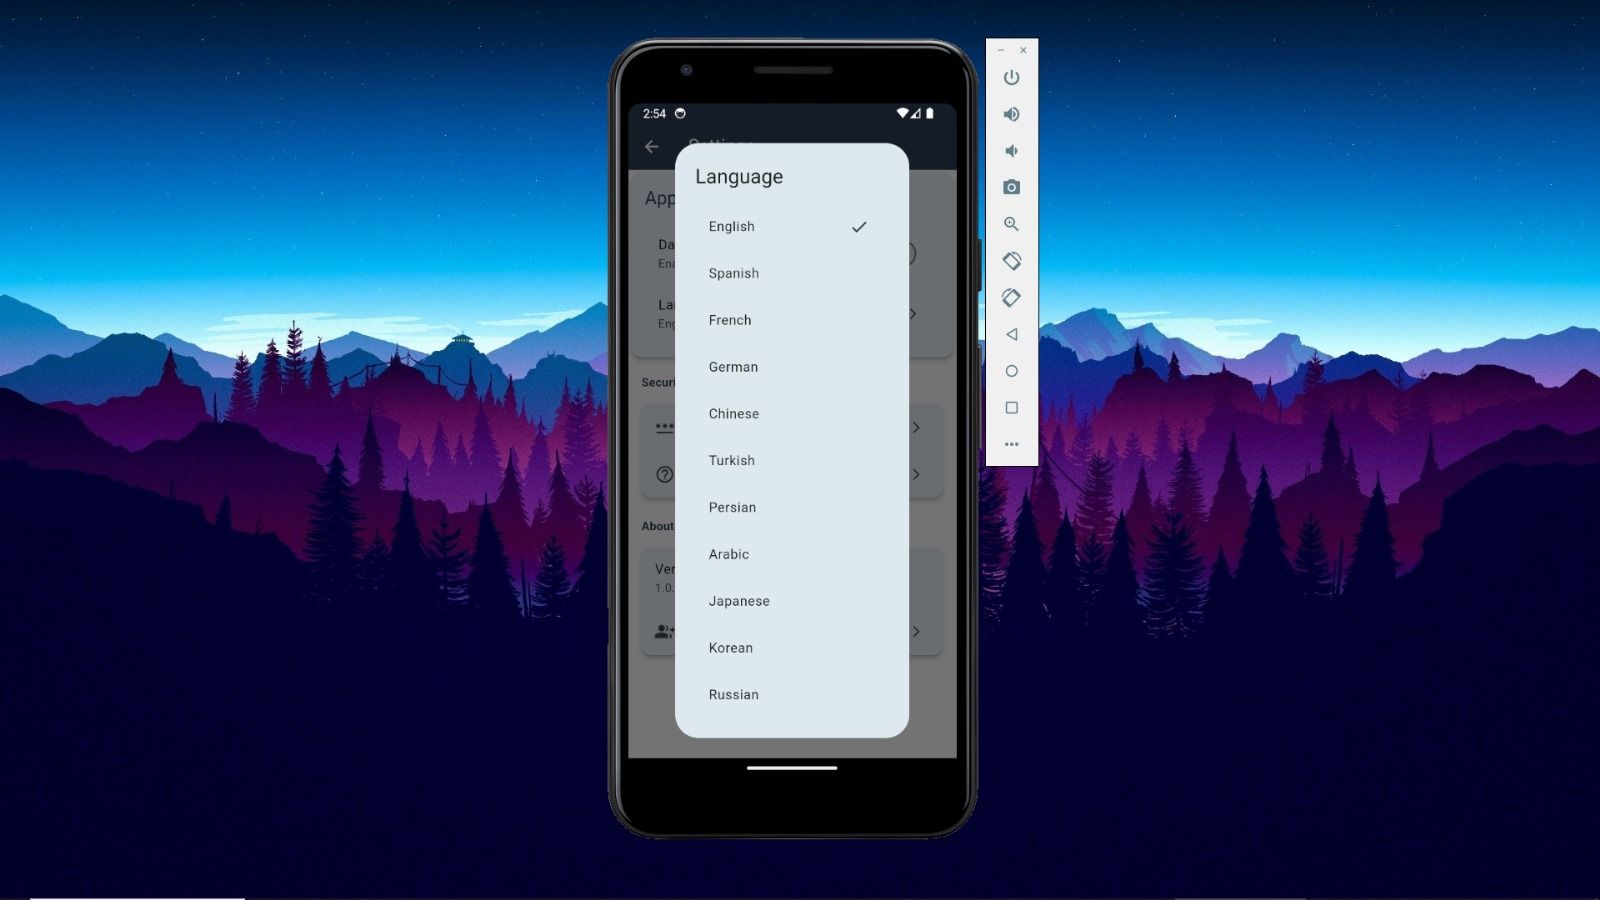 2:54
Language
App
English
Da
Ena
Spanish
Lan
Eng
French
German
Securi
Chinese
Turkish
Persian
About
Arabic
Ver
1.0.
Japanese
Korean
Russian